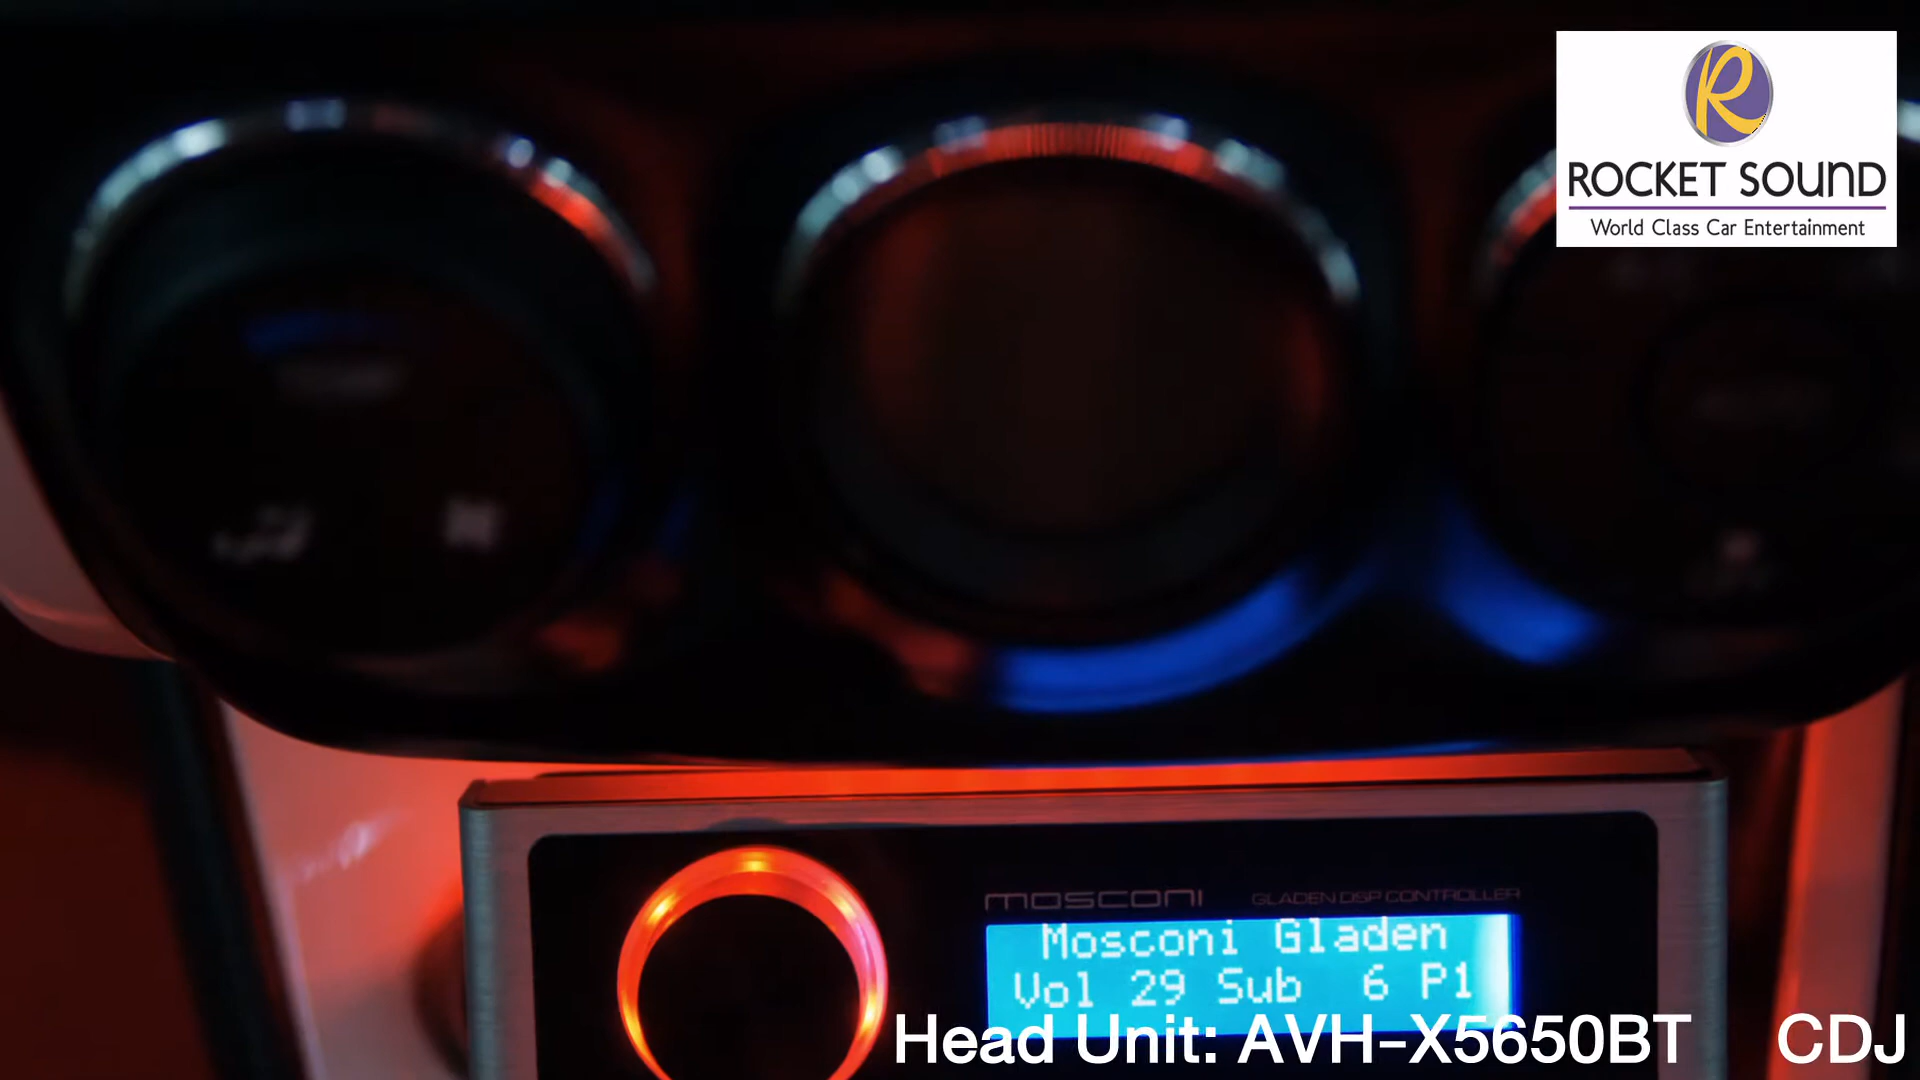 ROCKET SOUND
World Class Car Entertainment
MOSCONI GLADEN DSP CONTROLLER
Mosconi Gladen
Vol 29 Sub 6 P1
Head Unit: AVH-X5650BT CDJ